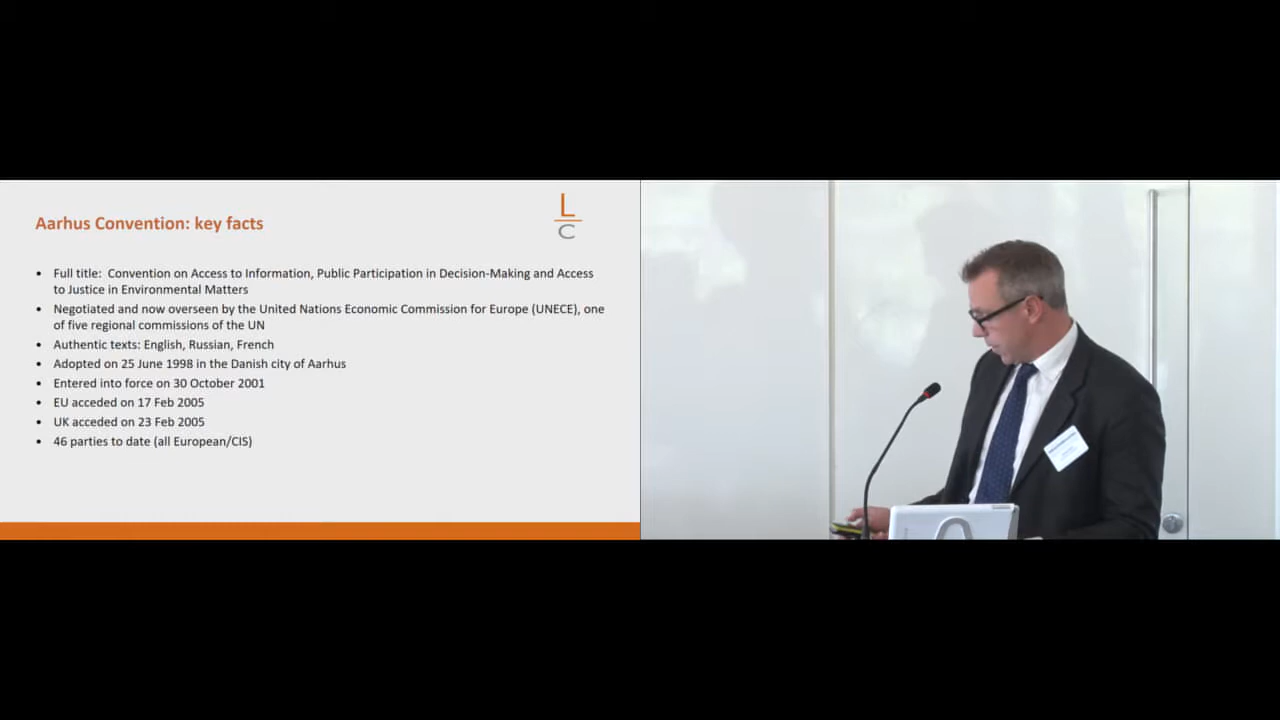 Aarhus Convention: key facts
L
C
• Full title: Convention on Access to Information, Public Participation in Decision-Making and Access
to Justice in Environmental Matters
• Negotiated and now overseen by the United Nations Economic Commission for Europe (UNECE), one
of five regional commissions of the UN
• Authentic texts: English, Russian, French
• Adopted on 25 June 1998 in the Danish city of Aarhus
• Entered into force on 30 October 2001
• EU acceded on 17 Feb 2005
• UK acceded on 23 Feb 2005
• 46 parties to date (all European/CIS)